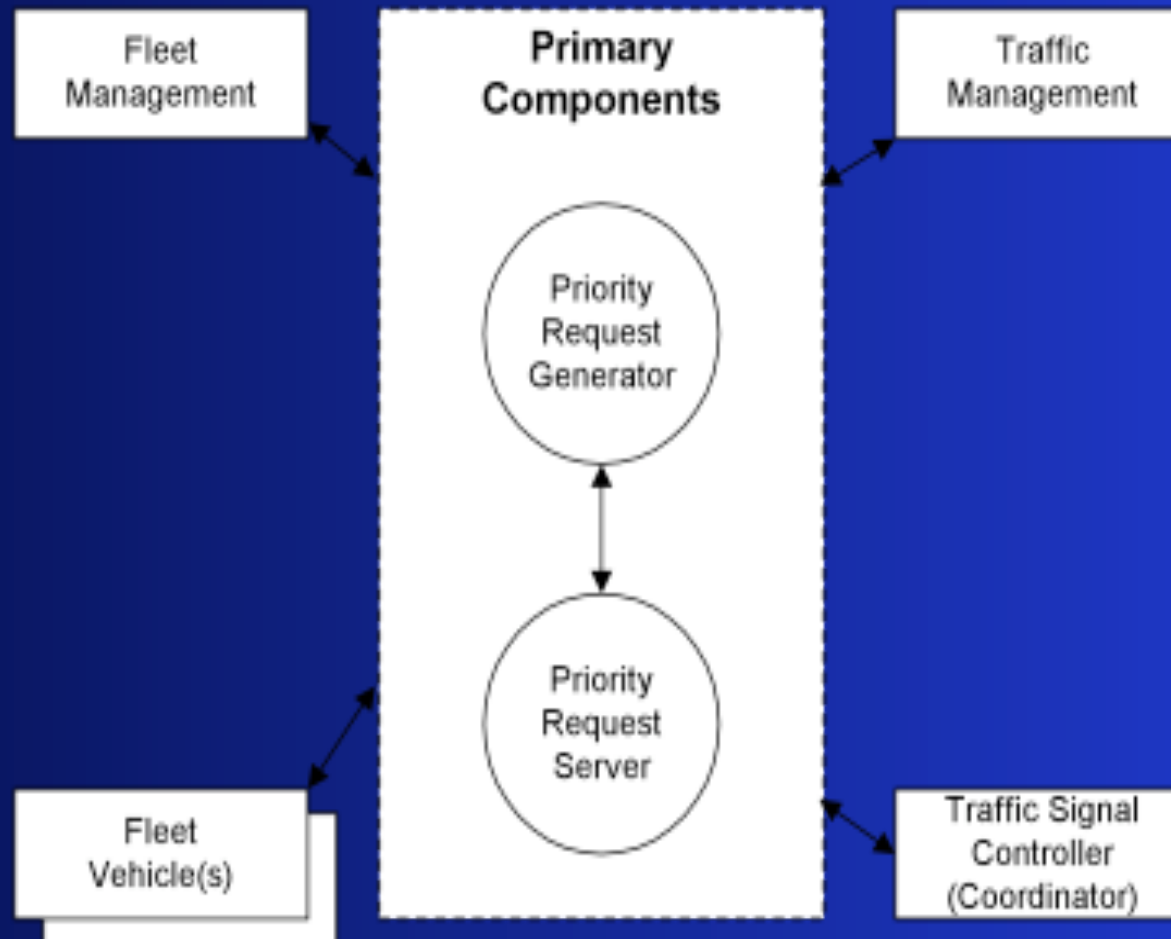 Fleet
Management
Primary
Components
Traffic
Management
Priority
Request
Generator
Priority
Request
Server
Fleet
Vehicle(s)
Traffic Signal
Controller
(Coordinator)